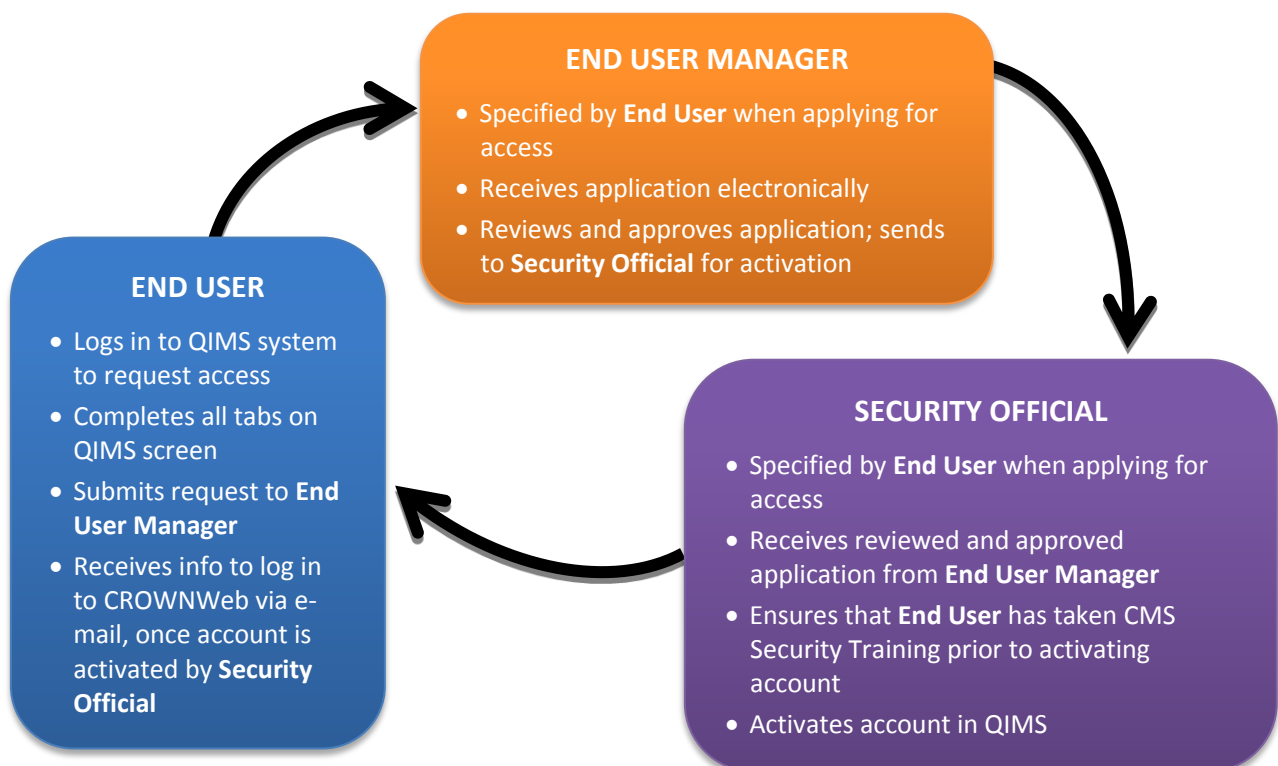 END USER MANAGER
• Specified by End User when applying for
access
• Receives application electronically
• Reviews and approves application; sends
to Security Official for activation
END USER
• Logs in to QIMS system
to request access
• Completes all tabs on
QIMS screen
• Submits request to End
User Manager
• Receives info to log in
to CROWNWeb via e-
mail, once account is
activated by Security
Official
SECURITY OFFICIAL
• Specified by End User when applying for
access
• Receives reviewed and approved
application from End User Manager
• Ensures that End User has taken CMS
Security Training prior to activating
account
• Activates account in QIMS